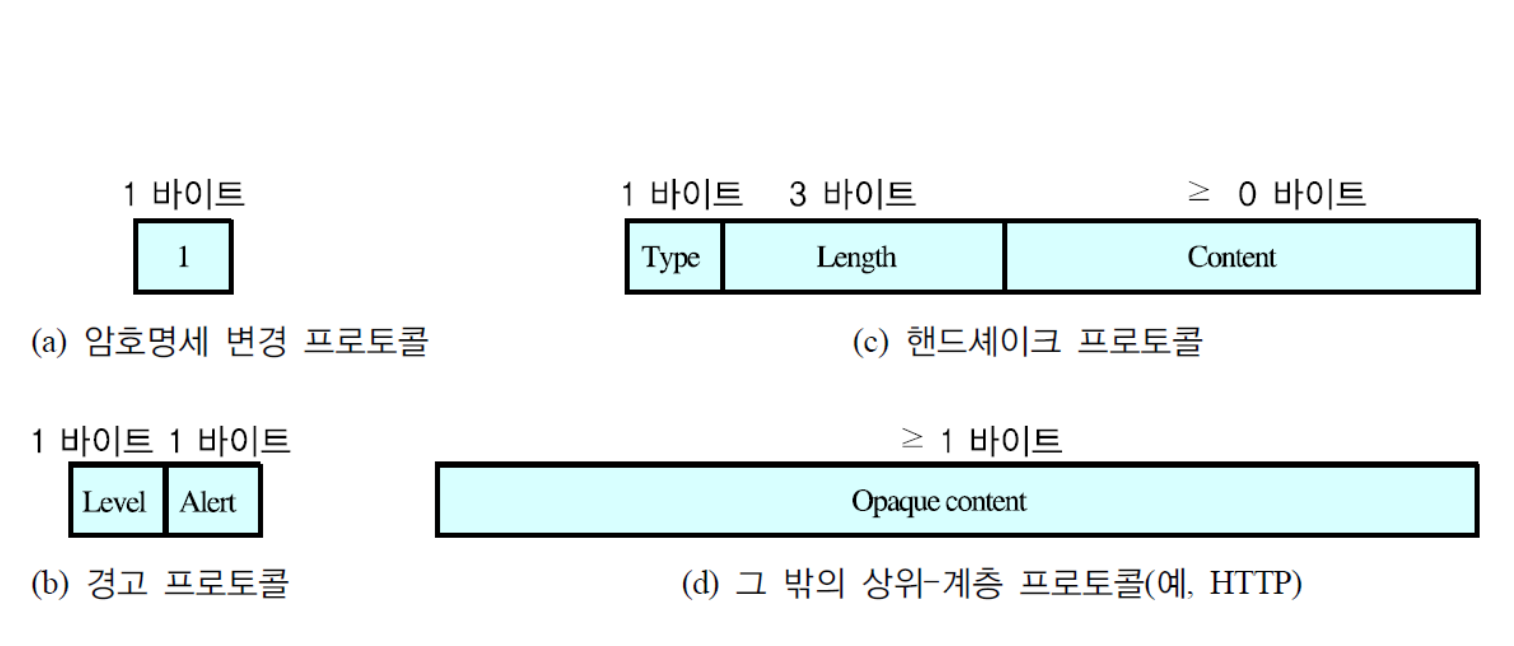 1 바이트
1
(a) 암호명세 변경 프로토콜
1 바이트 3 바이트 ≥ 0 바이트
Type Length Content
(c) 핸드셰이크 프로토콜
1 바이트 1 바이트
Level Alert
(b) 경고 프로토콜
≥ 1 바이트
Opaque content
(d) 그 밖의 상위-계층 프로토콜(예, HTTP)